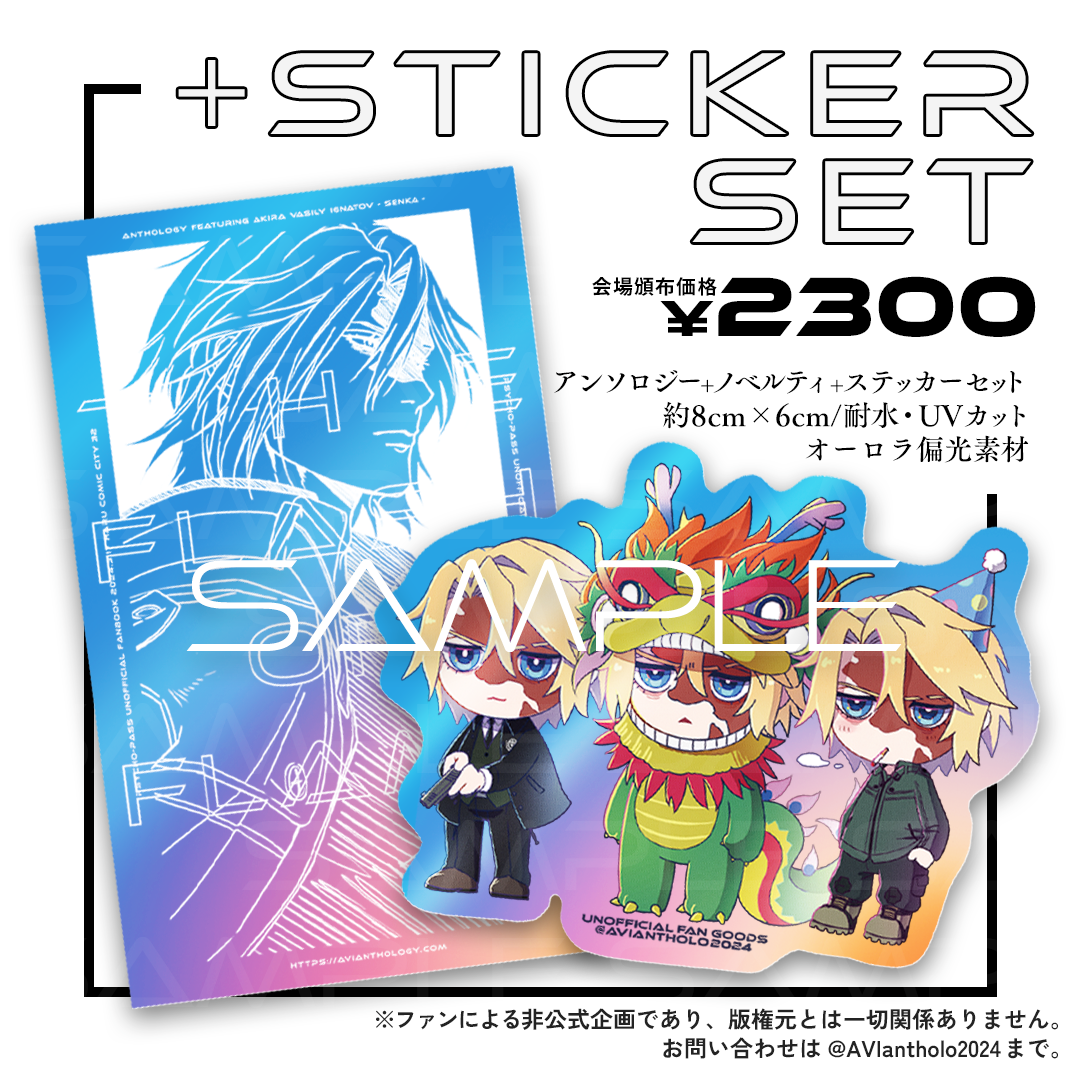 +STICKER
SET
会場頒布価格
¥2300
アンソロジー+ノベルティ+ステッカーセット
約8cm×6cm/耐水・UVカット
オーロラ偏光素材
ANTHOLOGY FEATURING AKIRA VASILY IGNATOV - SENKA -
SAMPLE
UNOFFICIAL FAN GOODS
@AVIANTHOLO2024
HTTPS://AVIANTHOLOGY.COM
※ファンによる非公式企画であり、版権元とは一切関係ありません。
お問い合わせは @AVIantholo2024 まで。